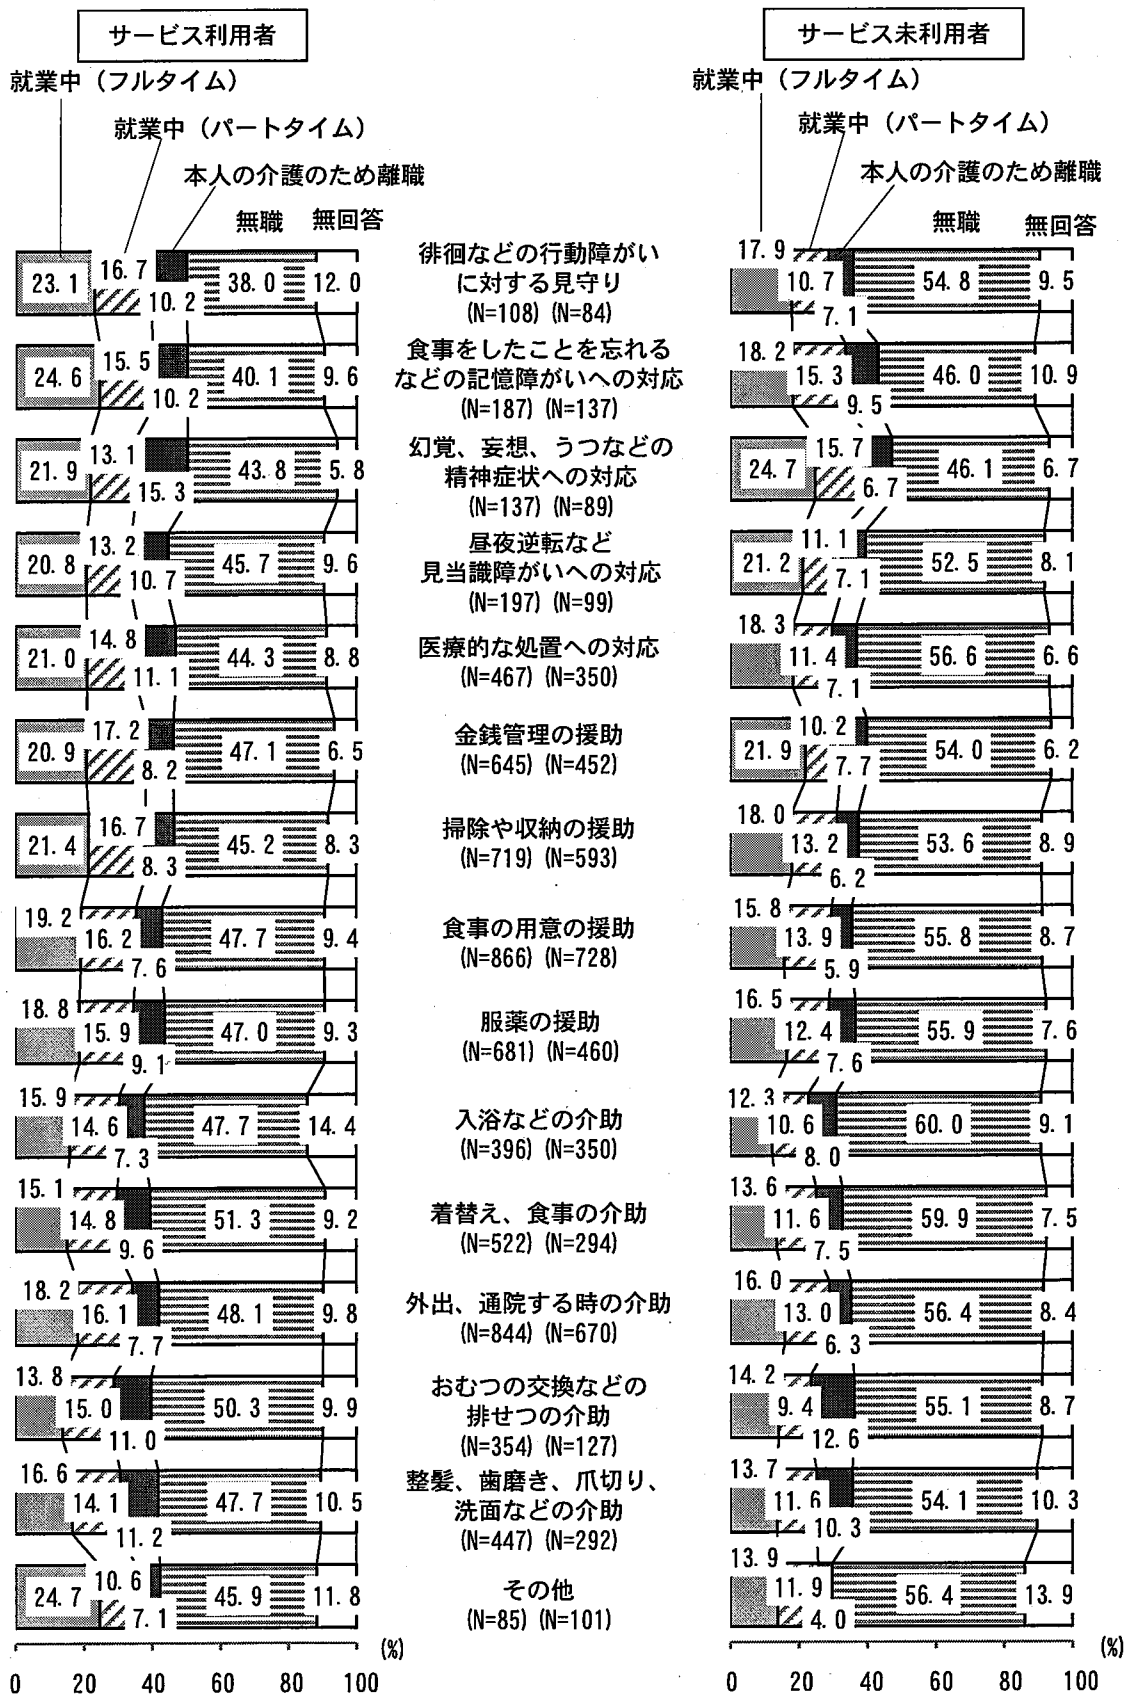 サービス利用者
サービス未利用者
就業中（フルタイム）
就業中（パートタイム）
本人の介護のため離職
無職 無回答
就業中（フルタイム）
就業中（パートタイム）
本人の介護のため離職
無職 無回答
23.1 16.7 10.2 38.0 12.0
徘徊などの行動障がい
に対する見守り
(N=108) (N=84)
17.9 10.7 7.1 54.8 9.5
24.6 15.5 10.2 40.1 9.6
食事をしたことを忘れる
などの記憶障がいへの対応
(N=187) (N=137)
18.2 15.3 9.5 46.0 10.9
21.9 13.1 15.3 43.8 5.8
幻覚、妄想、うつなどの
精神症状への対応
(N=137) (N=89)
24.7 15.7 6.7 46.1 6.7
20.8 13.2 10.7 45.7 9.6
昼夜逆転など
見当識障がいへの対応
(N=197) (N=99)
21.2 11.1 7.1 52.5 8.1
21.0 14.8 11.1 44.3 8.8
医療的な処置への対応
(N=467) (N=350)
18.3 11.4 7.1 56.6 6.6
20.9 17.2 8.2 47.1 6.5
金銭管理の援助
(N=645) (N=452)
21.9 10.2 7.7 54.0 6.2
21.4 16.7 8.3 45.2 8.3
掃除や収納の援助
(N=719) (N=593)
18.0 13.2 6.2 53.6 8.9
19.2 16.2 7.6 47.7 9.4
食事の用意の援助
(N=866) (N=728)
15.8 13.9 5.9 55.8 8.7
18.8 15.9 9.1 47.0 9.3
服薬の援助
(N=681) (N=460)
16.5 12.4 7.6 55.9 7.6
15.9 14.6 7.3 47.7 14.4
入浴などの介助
(N=396) (N=350)
12.3 10.6 8.0 60.0 9.1
15.1 14.8 9.6 51.3 9.2
着替え、食事の介助
(N=522) (N=294)
13.6 11.6 7.5 59.9 7.5
18.2 16.1 7.7 48.1 9.8
外出、通院する時の介助
(N=844) (N=670)
16.0 13.0 6.3 56.4 8.4
13.8 15.0 11.0 50.3 9.9
おむつの交換などの
排せつの介助
(N=354) (N=127)
14.2 9.4 12.6 55.1 8.7
16.6 14.1 11.2 47.7 10.5
整髪、歯磨き、爪切り、
洗面などの介助
(N=447) (N=292)
13.7 11.6 10.3 54.1 10.3
24.7 10.6 7.1 45.9 11.8
その他
(N=85) (N=101)
13.9 11.9 4.0 56.4 13.9
(%)
0 20 40 60 80 100
(%)
0 20 40 60 80 100